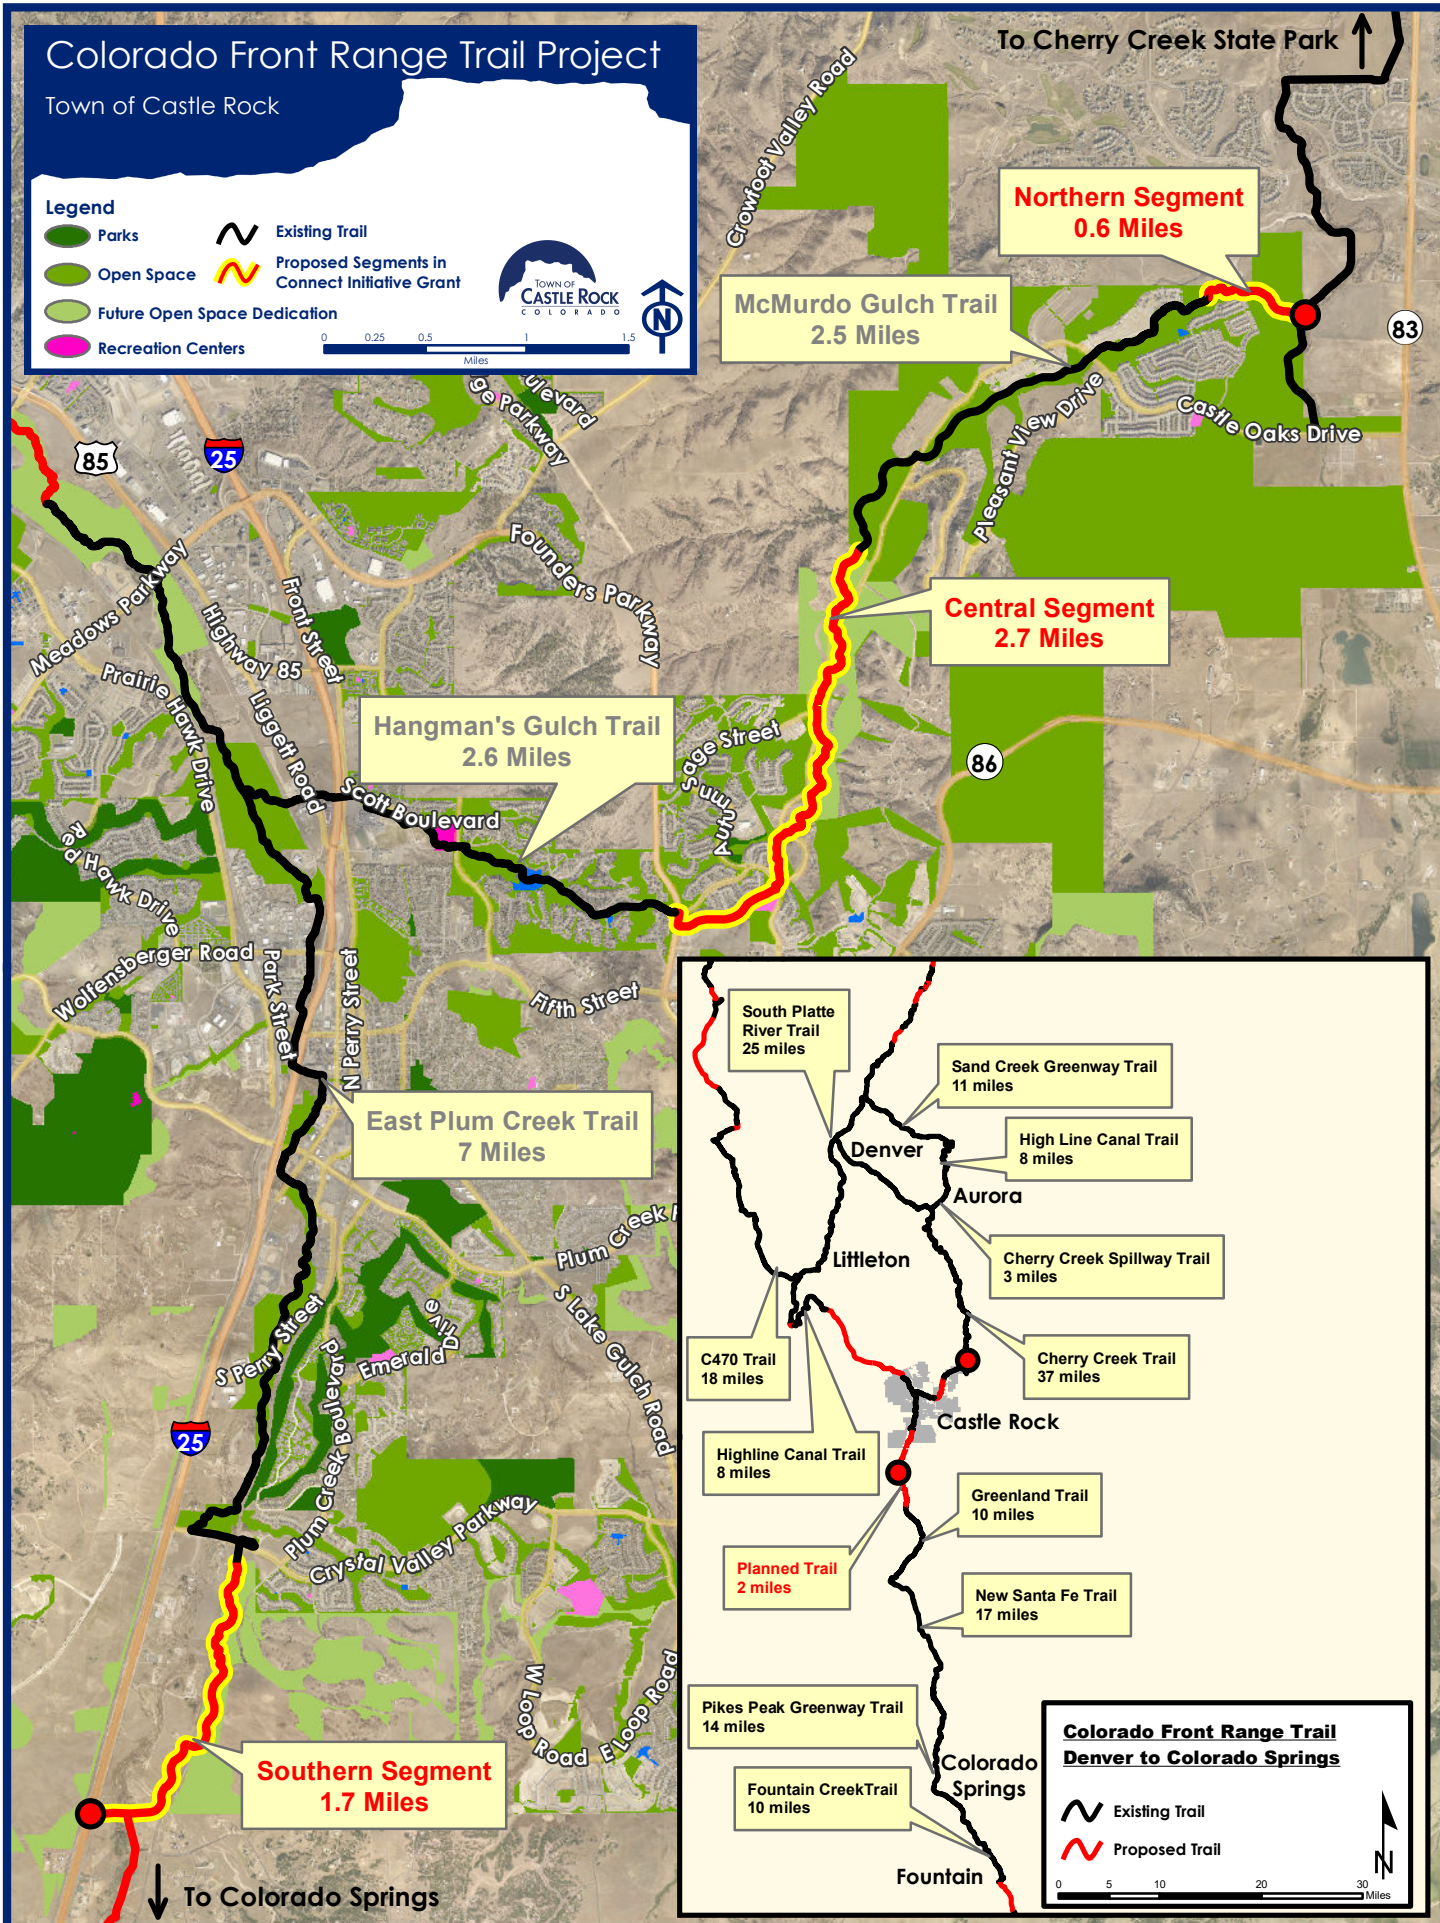 Colorado Front Range Trail Project
Town of Castle Rock
Legend
Parks
Open Space
Future Open Space Dedication
Recreation Centers
Existing Trail
Proposed Segments in
Connect Initiative Grant
TOWN OF
CASTLE ROCK
COLORADO
N
0 0.25 0.5 1 1.5
Miles
To Cherry Creek State Park
Crowfoot Valley Road
Northern Segment
0.6 Miles
McMurdo Gulch Trail
2.5 Miles
83
Castle Oaks Drive
Pleasant View Drive
85
25
Founders Parkway
Meadows Parkway
Highway 85
Front Street
Prairie Hawk Drive
Liggett Road
Central Segment
2.7 Miles
Hangman's Gulch Trail
2.6 Miles
Scott Boulevard
86
Red Hawk Drive
Wolfensberger Road
Park Street
N Perry Street
Fifth Street
East Plum Creek Trail
7 Miles
Plum Creek
S Lake Gulch Road
S Perry Street
Emerald Drive
Plum Creek Boulevard
25
Crystal Valley Parkway
W Loop Road
E Loop Road
Southern Segment
1.7 Miles
To Colorado Springs
South Platte
River Trail
25 miles
Sand Creek Greenway Trail
11 miles
Denver
High Line Canal Trail
8 miles
Aurora
Littleton
Cherry Creek Spillway Trail
3 miles
C470 Trail
18 miles
Cherry Creek Trail
37 miles
Castle Rock
Highline Canal Trail
8 miles
Greenland Trail
10 miles
Planned Trail
2 miles
New Santa Fe Trail
17 miles
Pikes Peak Greenway Trail
14 miles
Colorado
Springs
Fountain CreekTrail
10 miles
Fountain
Colorado Front Range Trail
Denver to Colorado Springs
Existing Trail
Proposed Trail
N
0 5 10 20 30
Miles